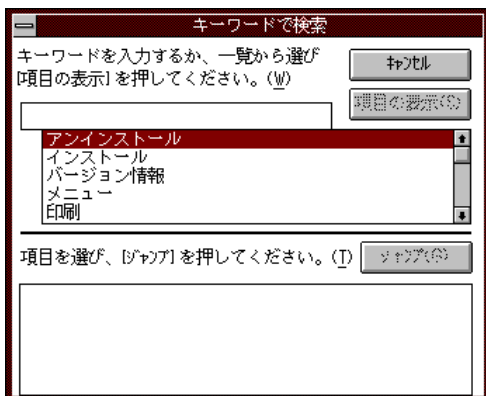 キーワードで検索
キーワードを入力するか、一覧から選び
[項目の表示] を押してください。(W)
ｷｬﾝｾﾙ
項目の表示(S)
アンインストール
インストール
バージョン情報
メニュー
印刷
項目を選び、[ｼﾞｬﾝﾌﾟ] を押してください。(T)
ｼﾞｬﾝﾌﾟ(G)